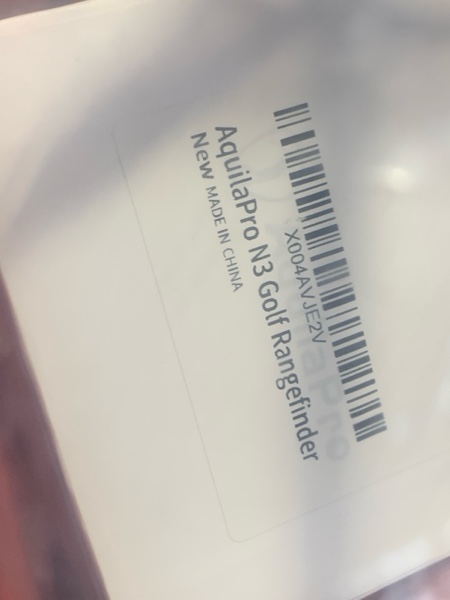 X004AVJE2V
AquilaPro N3 Golf Rangefinder
New MADE IN CHINA